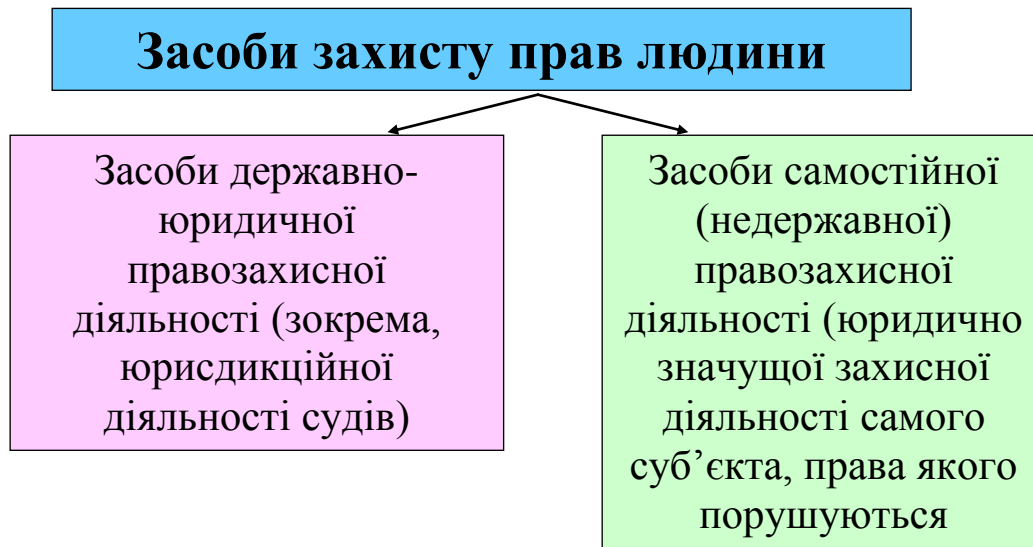 Засоби захисту прав людини
Засоби державно-
юридичної
правозахисної
діяльності (зокрема,
юрисдикційної
діяльності судів)
Засоби самостійної
(недержавної)
правозахисної
діяльності (юридично
значущої захисної
діяльності самого
суб’єкта, права якого
порушуються